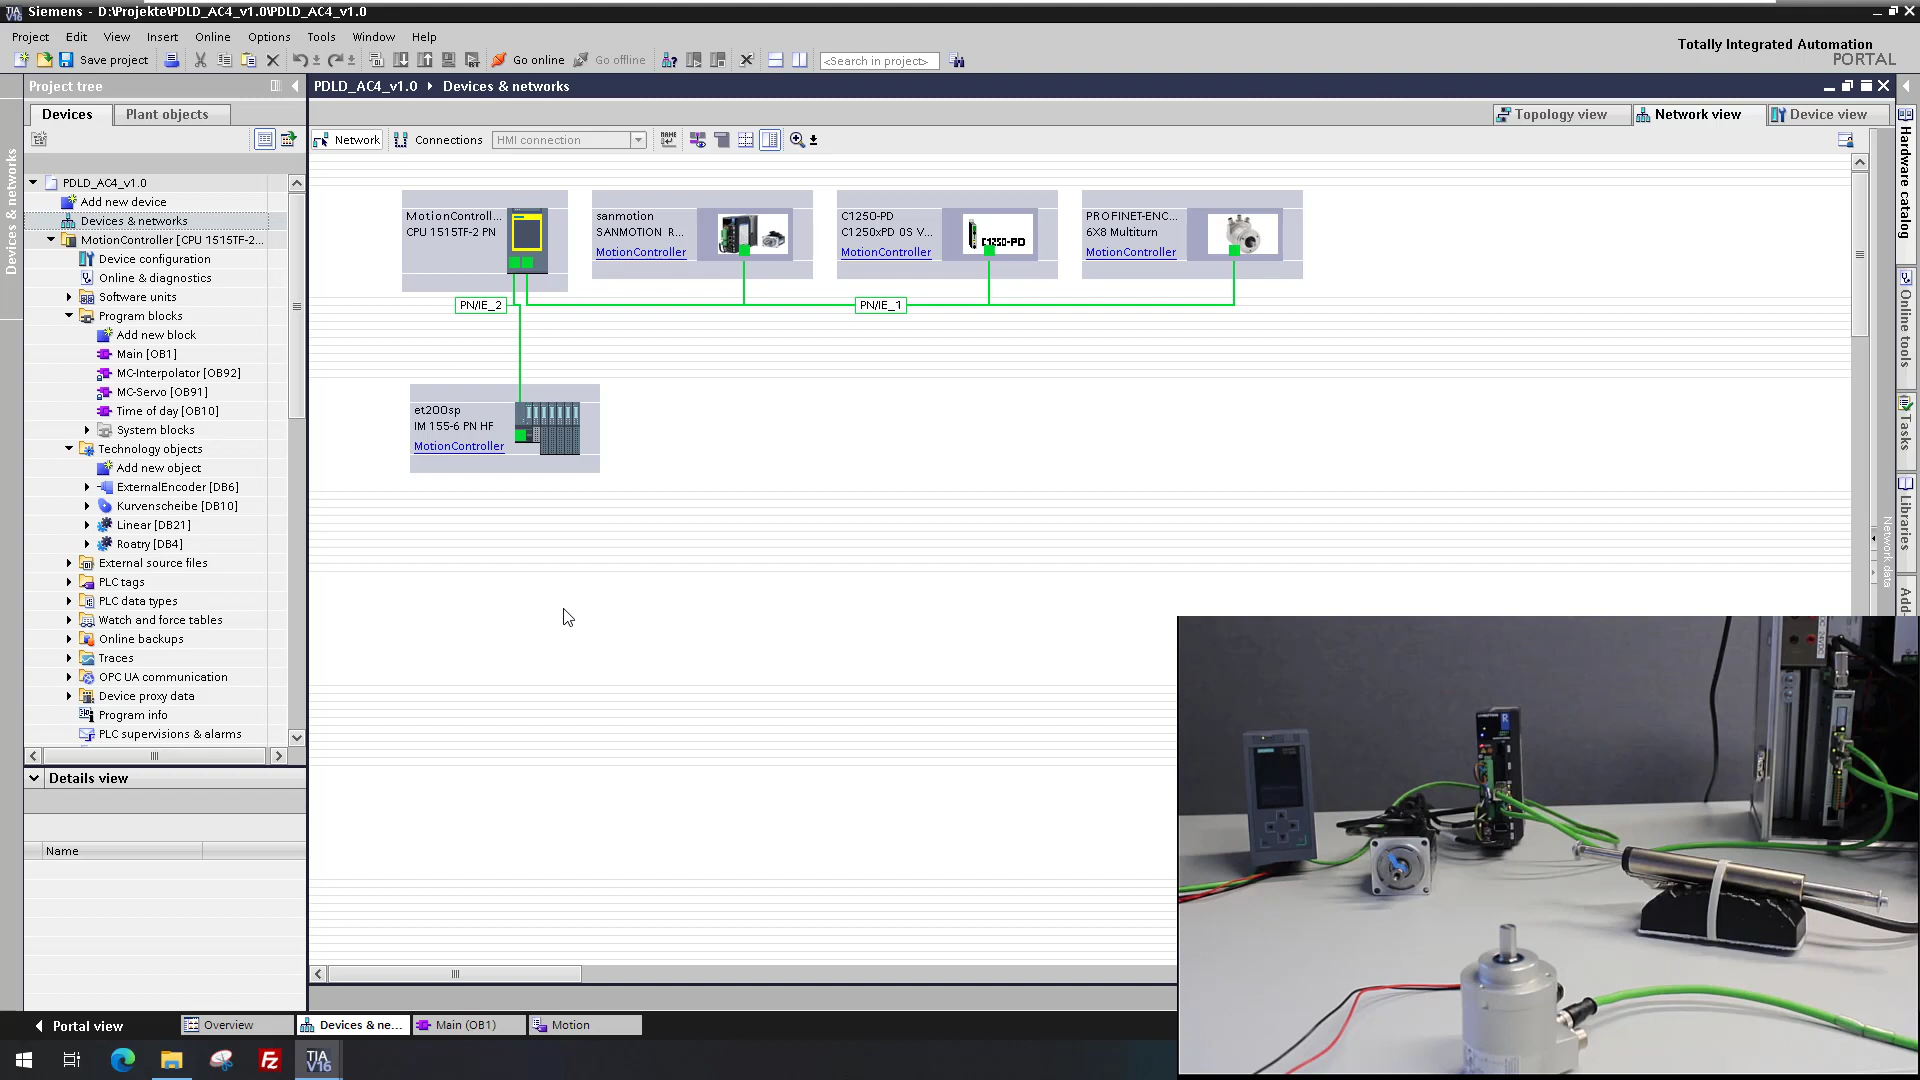 TIA V16 Siemens - D:\Projekte\PDLD_AC4_v1.0\PDLD_AC4_v1.0
Project Edit View Insert Online Options Tools Window Help
Totally Integrated Automation
PORTAL
Save project Go online Go offline <Search in project>
Project tree
PDLD_AC4_v1.0 Devices & networks
Devices Plant objects
Topology view Network view Device view
Network Connections HMI connection
Devices & networks
PDLD_AC4_v1.0
Add new device
Devices & networks
MotionController [CPU 1515TF-2...
Device configuration
Online & diagnostics
Software units
Program blocks
Add new block
Main [OB1]
MC-Interpolator [OB92]
MC-Servo [OB91]
Time of day [OB10]
System blocks
Technology objects
Add new object
ExternalEncoder [DB6]
Kurvenscheibe [DB10]
Linear [DB21]
Roatry [DB4]
External source files
PLC tags
PLC data types
Watch and force tables
Online backups
Traces
OPC UA communication
Device proxy data
Program info
PLC supervisions & alarms
Details view
Name
MotionControll...
CPU 1515TF-2 PN
sanmotion
SANMOTION R...
MotionController
C1250-PD
C1250xPD 0S V...
MotionController
C1250-PD
PROFINET-ENC...
6X8 Multiturn
MotionController
PN/IE_2
PN/IE_1
et200sp
IM 155-6 PN HF
MotionController
Hardware catalog
Online tools
Tasks
Libraries
Add-
Network data
SIEMENS
R
Portal view Overview Devices & ne... Main (OB1) Motion
TIA
V16